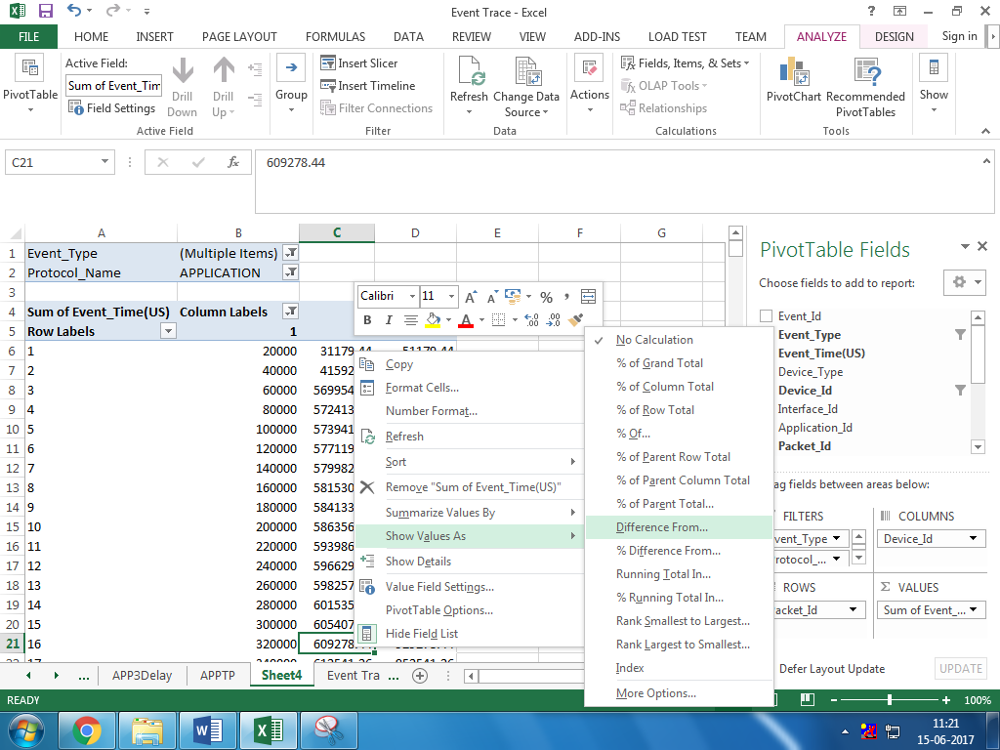 Event Trace - Excel
FILE HOME INSERT PAGE LAYOUT FORMULAS DATA REVIEW VIEW ADD-INS LOAD TEST TEAM ANALYZE DESIGN Sign in
Active Field:
Sum of Event_Tim
Field Settings
PivotTable
Drill Down
Drill Up
Active Field
Group
Insert Slicer
Insert Timeline
Filter Connections
Filter
Refresh
Change Data Source
Data
Actions
Fields, Items, & Sets
OLAP Tools
Relationships
Calculations
PivotChart
Recommended PivotTables
Tools
Show
C21
fx
609278.44
A B C D E F G
1 Event_Type (Multiple Items)
2 Protocol_Name APPLICATION
3
4 Sum of Event_Time(US) Column Labels
5 Row Labels 1
6 1 20000 31179.44 51179.44
7 2 40000 41592
8 3 60000 569954
9 4 80000 572413
10 5 100000 573941
11 6 120000 577119
12 7 140000 579982
13 8 160000 581530
14 9 180000 584133
15 10 200000 586356
16 11 220000 593986
17 12 240000 596629
18 13 260000 598257
19 14 280000 601535
20 15 300000 605407
21 16 320000 609278.44
Calibri 11
B I A
Copy
Format Cells...
Number Format...
Refresh
Sort
Remove "Sum of Event_Time(US)"
Summarize Values By
Show Values As
Show Details
Value Field Settings...
PivotTable Options...
Hide Field List
No Calculation
% of Grand Total
% of Column Total
% of Row Total
% Of...
% of Parent Row Total
% of Parent Column Total
% of Parent Total...
Difference From...
% Difference From...
Running Total In...
% Running Total In...
Rank Smallest to Largest...
Rank Largest to Smallest...
Index
More Options...
PivotTable Fields
Choose fields to add to report:
Event_Id
Event_Type
Event_Time(US)
Device_Type
Device_Id
Interface_Id
Application_Id
Packet_Id
ag fields between areas below:
FILTERS
vent_Type
rotocol_...
COLUMNS
Device_Id
ROWS
acket_Id
Σ VALUES
Sum of Event_...
Defer Layout Update
UPDATE
... APP3Delay APPTP Sheet4 Event Tra ...
READY
100%
11:21
15-06-2017